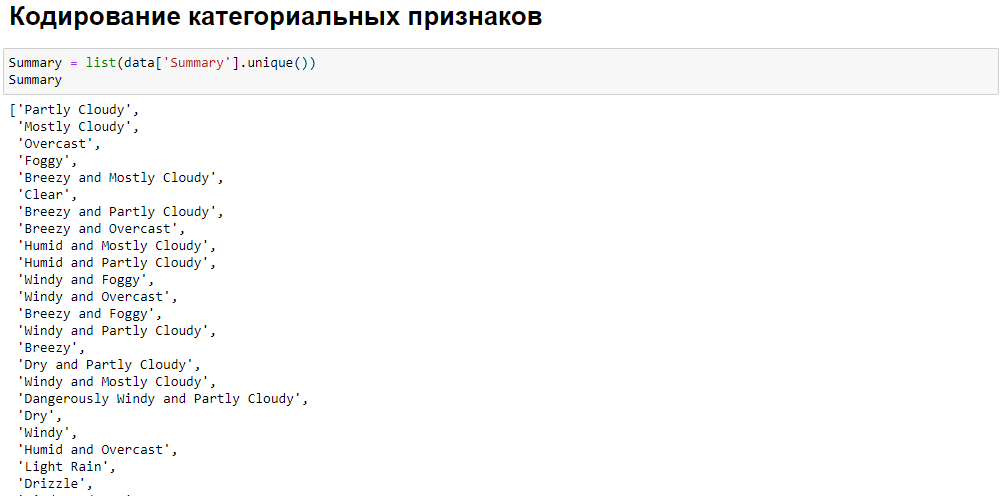 Кодирование категориальных признаков
Summary = list(data['Summary'].unique())
Summary
['Partly Cloudy',
'Mostly Cloudy',
'Overcast',
'Foggy',
'Breezy and Mostly Cloudy',
'Clear',
'Breezy and Partly Cloudy',
'Breezy and Overcast',
'Humid and Mostly Cloudy',
'Humid and Partly Cloudy',
'Windy and Foggy',
'Windy and Overcast',
'Breezy and Foggy',
'Windy and Partly Cloudy',
'Breezy',
'Dry and Partly Cloudy',
'Windy and Mostly Cloudy',
'Dangerously Windy and Partly Cloudy',
'Dry',
'Windy',
'Humid and Overcast',
'Light Rain',
'Drizzle',